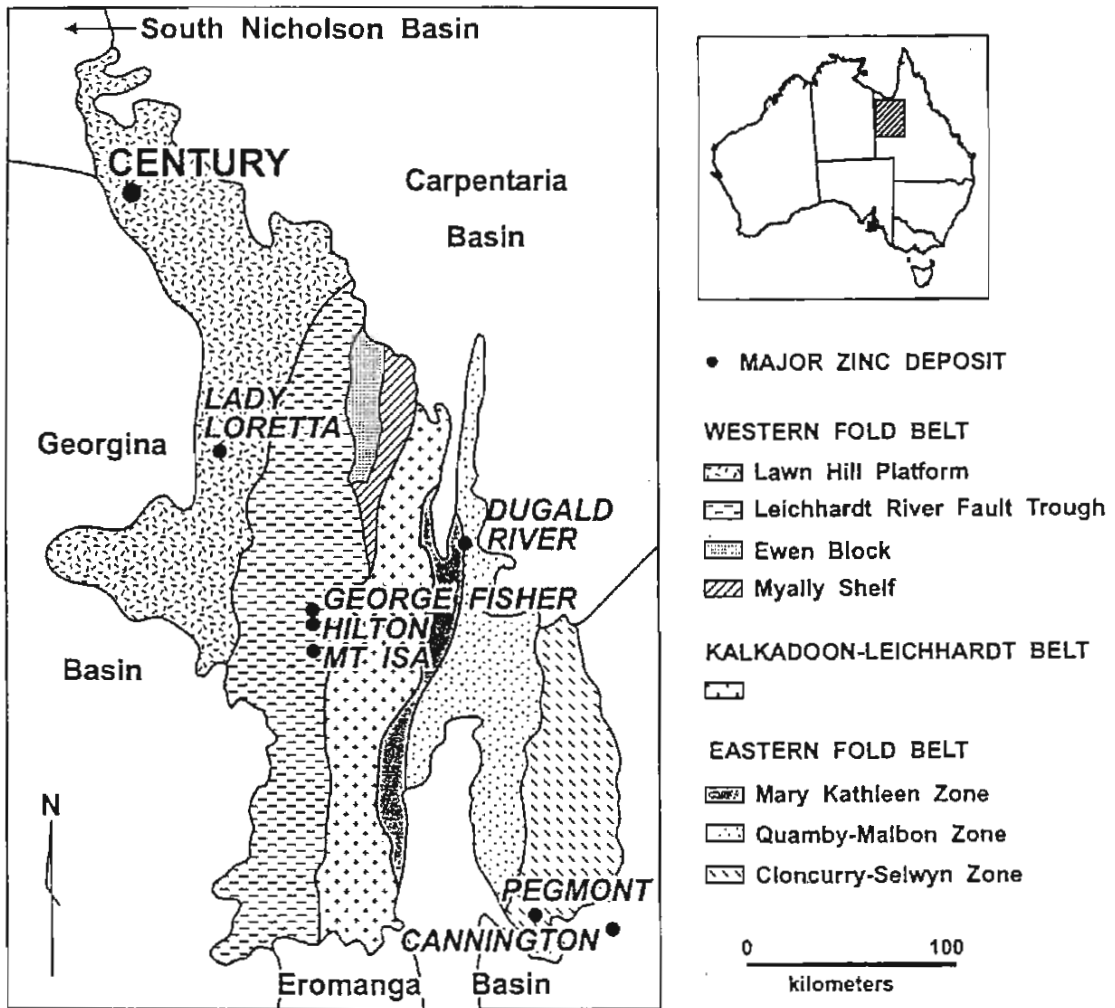 South Nicholson Basin
CENTURY
Carpentaria
Basin
LADY
LORETTA
Georgina
DUGALD
RIVER
GEORGE FISHER
HILTON
MT. ISA
Basin
N
PEGMONT
CANNINGTON
Eromanga
Basin
MAJOR ZINC DEPOSIT
WESTERN FOLD BELT
Lawn Hill Platform
Leichhardt River Fault Trough
Ewen Block
Myally Shelf
KALKADOON-LEICHHARDT BELT
EASTERN FOLD BELT
Mary Kathleen Zone
Quamby-Malbon Zone
Cloncurry-Selwyn Zone
0 100
kilometers